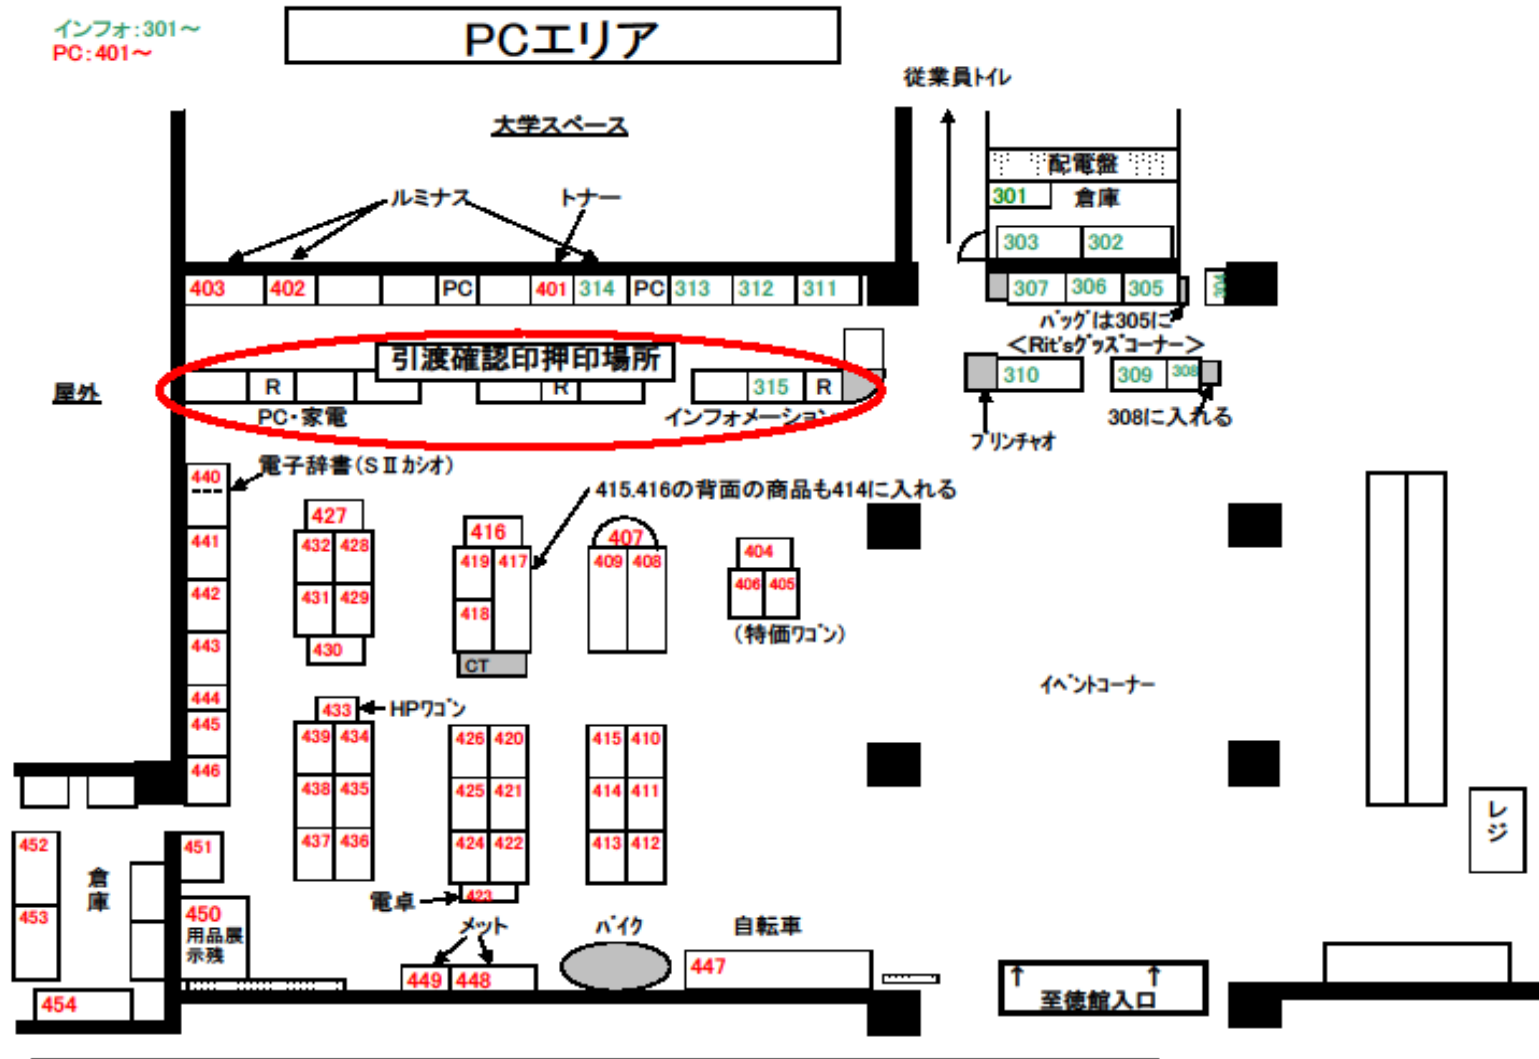 インフォ:301～
PC:401～
PCエリア
従業員トイレ
大学スペース
配電盤
301 倉庫
ルミナス トナー
303 302
403 402 PC 401 314 PC 313 312 311
307 306 305 304
バッグは305に
<Rit'sグッズコーナー>
引渡確認印押印場所
屋外
R R 315 R
310 309 308
PC・家電 インフォメーション
308に入れる
プリンチャオ
440 電子辞書(SⅡカシオ)
415.416の背面の商品も414に入れる
427 416 407 404
441 432 428 419 417 409 408
406 405
442 431 429 418
(特価ワゴン)
443 430 CT
444 イベントコーナー
433 HPワゴン
445 439 434 426 420 415 410
446 438 435 425 421 414 411
レジ
452 451 437 436 424 422 413 412
倉庫
電卓 423
453 450
用品展
示残
メット バイク 自転車
449 448 447
454
↑ ↑
至徳館入口